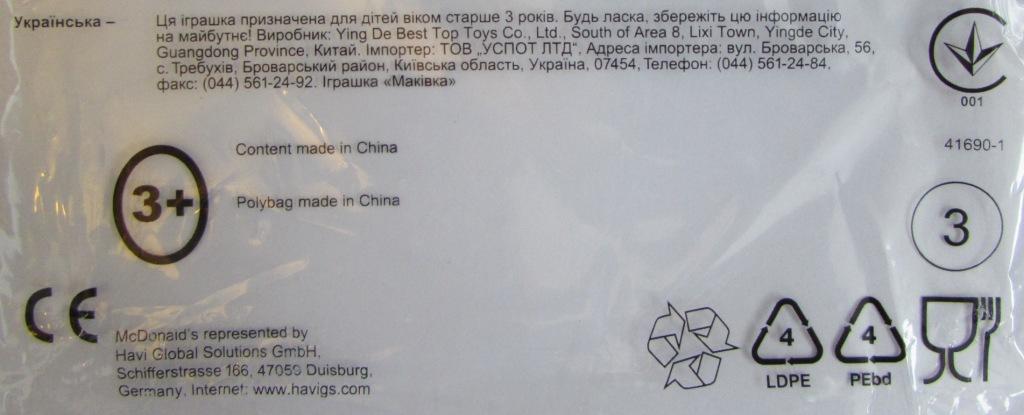 Українська – Ця іграшка призначена для дітей віком старше 3 років. Будь ласка, збережіть цю інформацію
на майбутнє! Виробник: Ying De Best Top Toys Co., Ltd., South of Area 8, Lixi Town, Yingde City,
Guangdong Province, Китай. Імпортер: ТОВ „УСПОТ ЛТД“, Адреса імпортера: вул. Броварська, 56,
с. Требухів, Броварський район, Київська область, Україна, 07454, Телефон: (044) 561-24-84,
факс: (044) 561-24-92. Іграшка «Маківка»
001
Content made in China
41690-1
3+
Polybag made in China
3
CE
McDonald's represented by
Havi Global Solutions GmbH,
Schifferstrasse 166, 47059 Duisburg,
Germany, Internet: www.havigs.com
4
LDPE
4
PEbd